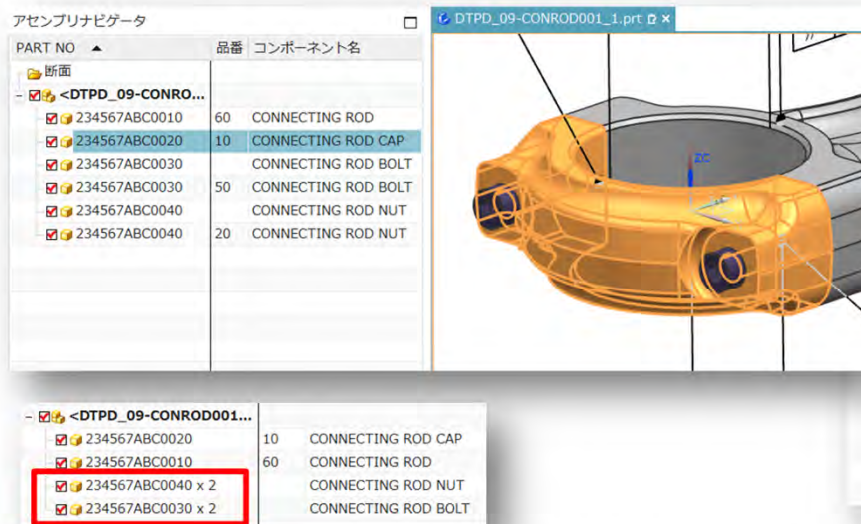 アセンブリナビゲータ
DTPD_09-CONROD001_1.prt
PART NO 品番 コンポーネント名
断面
<DTPD_09-CONRO...
234567ABC0010 60 CONNECTING ROD
234567ABC0020 10 CONNECTING ROD CAP
234567ABC0030 CONNECTING ROD BOLT
234567ABC0030 50 CONNECTING ROD BOLT
234567ABC0040 CONNECTING ROD NUT
234567ABC0040 20 CONNECTING ROD NUT
ZC
<DTPD_09-CONROD001...
234567ABC0020 10 CONNECTING ROD CAP
234567ABC0010 60 CONNECTING ROD
234567ABC0040 x 2 CONNECTING ROD NUT
234567ABC0030 x 2 CONNECTING ROD BOLT